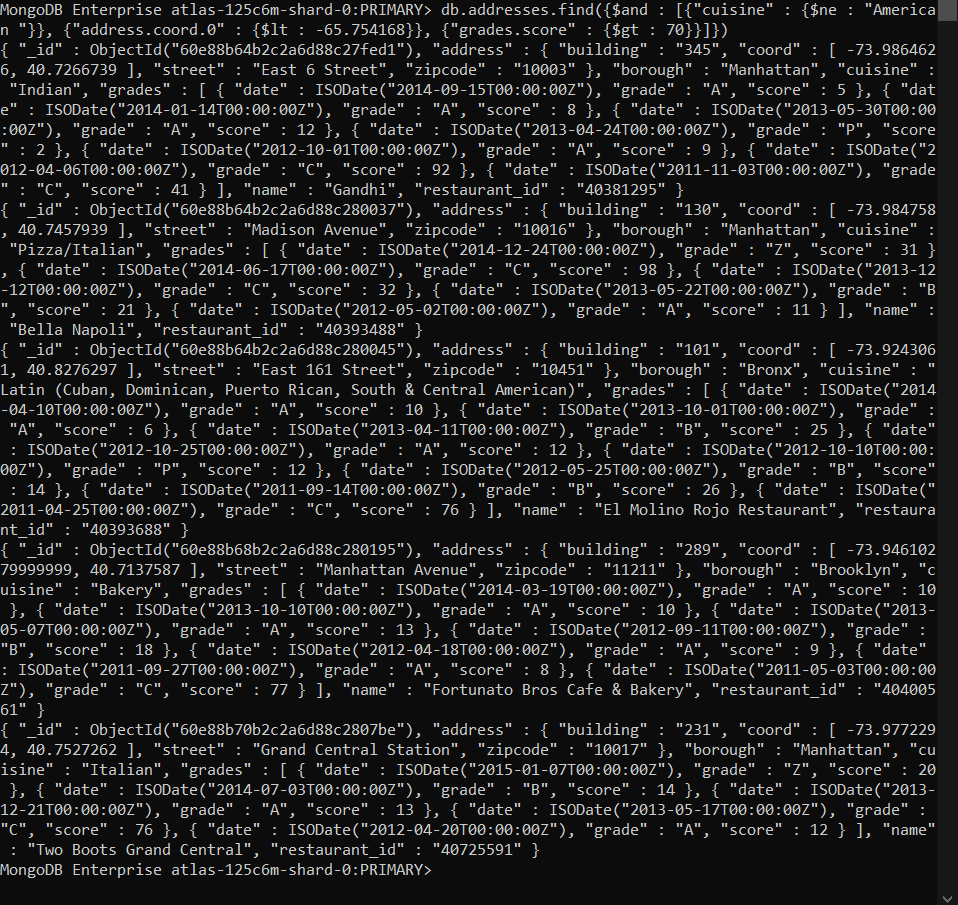 MongoDB Enterprise atlas-125c6m-shard-0:PRIMARY> db.addresses.find({$and : [{"cuisine" : {$ne : "America
n "}}, {"address.coord.0" : {$lt : -65.754168}}, {"grades.score" : {$gt : 70}}]})
{ "_id" : ObjectId("60e88b64b2c2a6d88c27fed1"), "address" : { "building" : "345", "coord" : [ -73.986462
6, 40.7266739 ], "street" : "East 6 Street", "zipcode" : "10003" }, "borough" : "Manhattan", "cuisine" :
 "Indian", "grades" : [ { "date" : ISODate("2014-09-15T00:00:00Z"), "grade" : "A", "score" : 5 }, { "dat
e" : ISODate("2014-01-14T00:00:00Z"), "grade" : "A", "score" : 8 }, { "date" : ISODate("2013-05-30T00:00
:00Z"), "grade" : "A", "score" : 12 }, { "date" : ISODate("2013-04-24T00:00:00Z"), "grade" : "P", "score
" : 2 }, { "date" : ISODate("2012-10-01T00:00:00Z"), "grade" : "A", "score" : 9 }, { "date" : ISODate("2
012-04-06T00:00:00Z"), "grade" : "C", "score" : 92 }, { "date" : ISODate("2011-11-03T00:00:00Z"), "grade
" : "C", "score" : 41 } ], "name" : "Gandhi", "restaurant_id" : "40381295" }
{ "_id" : ObjectId("60e88b64b2c2a6d88c280037"), "address" : { "building" : "130", "coord" : [ -73.984758
, 40.7457939 ], "street" : "Madison Avenue", "zipcode" : "10016" }, "borough" : "Manhattan", "cuisine" :
 "Pizza/Italian", "grades" : [ { "date" : ISODate("2014-12-24T00:00:00Z"), "grade" : "Z", "score" : 31 }
, { "date" : ISODate("2014-06-17T00:00:00Z"), "grade" : "C", "score" : 98 }, { "date" : ISODate("2013-12
-12T00:00:00Z"), "grade" : "C", "score" : 32 }, { "date" : ISODate("2013-05-22T00:00:00Z"), "grade" : "B
", "score" : 21 }, { "date" : ISODate("2012-05-02T00:00:00Z"), "grade" : "A", "score" : 11 } ], "name" :
 "Bella Napoli", "restaurant_id" : "40393488" }
{ "_id" : ObjectId("60e88b64b2c2a6d88c280045"), "address" : { "building" : "101", "coord" : [ -73.924306
1, 40.8276297 ], "street" : "East 161 Street", "zipcode" : "10451" }, "borough" : "Bronx", "cuisine" : "
Latin (Cuban, Dominican, Puerto Rican, South & Central American)", "grades" : [ { "date" : ISODate("2014
-04-10T00:00:00Z"), "grade" : "A", "score" : 10 }, { "date" : ISODate("2013-10-01T00:00:00Z"), "grade" :
 "A", "score" : 6 }, { "date" : ISODate("2013-04-11T00:00:00Z"), "grade" : "B", "score" : 25 }, { "date"
 : ISODate("2012-10-25T00:00:00Z"), "grade" : "A", "score" : 12 }, { "date" : ISODate("2012-10-10T00:00:
00Z"), "grade" : "P", "score" : 12 }, { "date" : ISODate("2012-05-25T00:00:00Z"), "grade" : "B", "score"
 : 14 }, { "date" : ISODate("2011-09-14T00:00:00Z"), "grade" : "B", "score" : 26 }, { "date" : ISODate("
2011-04-25T00:00:00Z"), "grade" : "C", "score" : 76 } ], "name" : "El Molino Rojo Restaurant", "restaura
nt_id" : "40393688" }
{ "_id" : ObjectId("60e88b68b2c2a6d88c280195"), "address" : { "building" : "289", "coord" : [ -73.946102
79999999, 40.7137587 ], "street" : "Manhattan Avenue", "zipcode" : "11211" }, "borough" : "Brooklyn", "c
uisine" : "Bakery", "grades" : [ { "date" : ISODate("2014-03-19T00:00:00Z"), "grade" : "A", "score" : 10
 }, { "date" : ISODate("2013-10-10T00:00:00Z"), "grade" : "A", "score" : 10 }, { "date" : ISODate("2013-
05-07T00:00:00Z"), "grade" : "A", "score" : 13 }, { "date" : ISODate("2012-09-11T00:00:00Z"), "grade" :
"B", "score" : 18 }, { "date" : ISODate("2012-04-18T00:00:00Z"), "grade" : "A", "score" : 9 }, { "date"
: ISODate("2011-09-27T00:00:00Z"), "grade" : "A", "score" : 8 }, { "date" : ISODate("2011-05-03T00:00:00
Z"), "grade" : "C", "score" : 77 } ], "name" : "Fortunato Bros Cafe & Bakery", "restaurant_id" : "404005
61" }
{ "_id" : ObjectId("60e88b70b2c2a6d88c2807be"), "address" : { "building" : "231", "coord" : [ -73.977229
4, 40.7527262 ], "street" : "Grand Central Station", "zipcode" : "10017" }, "borough" : "Manhattan", "cu
isine" : "Italian", "grades" : [ { "date" : ISODate("2015-01-07T00:00:00Z"), "grade" : "Z", "score" : 20
 }, { "date" : ISODate("2014-07-03T00:00:00Z"), "grade" : "B", "score" : 14 }, { "date" : ISODate("2013-
12-21T00:00:00Z"), "grade" : "A", "score" : 13 }, { "date" : ISODate("2013-05-17T00:00:00Z"), "grade" :
"C", "score" : 76 }, { "date" : ISODate("2012-04-20T00:00:00Z"), "grade" : "A", "score" : 12 } ], "name"
 : "Two Boots Grand Central", "restaurant_id" : "40725591" }
MongoDB Enterprise atlas-125c6m-shard-0:PRIMARY>